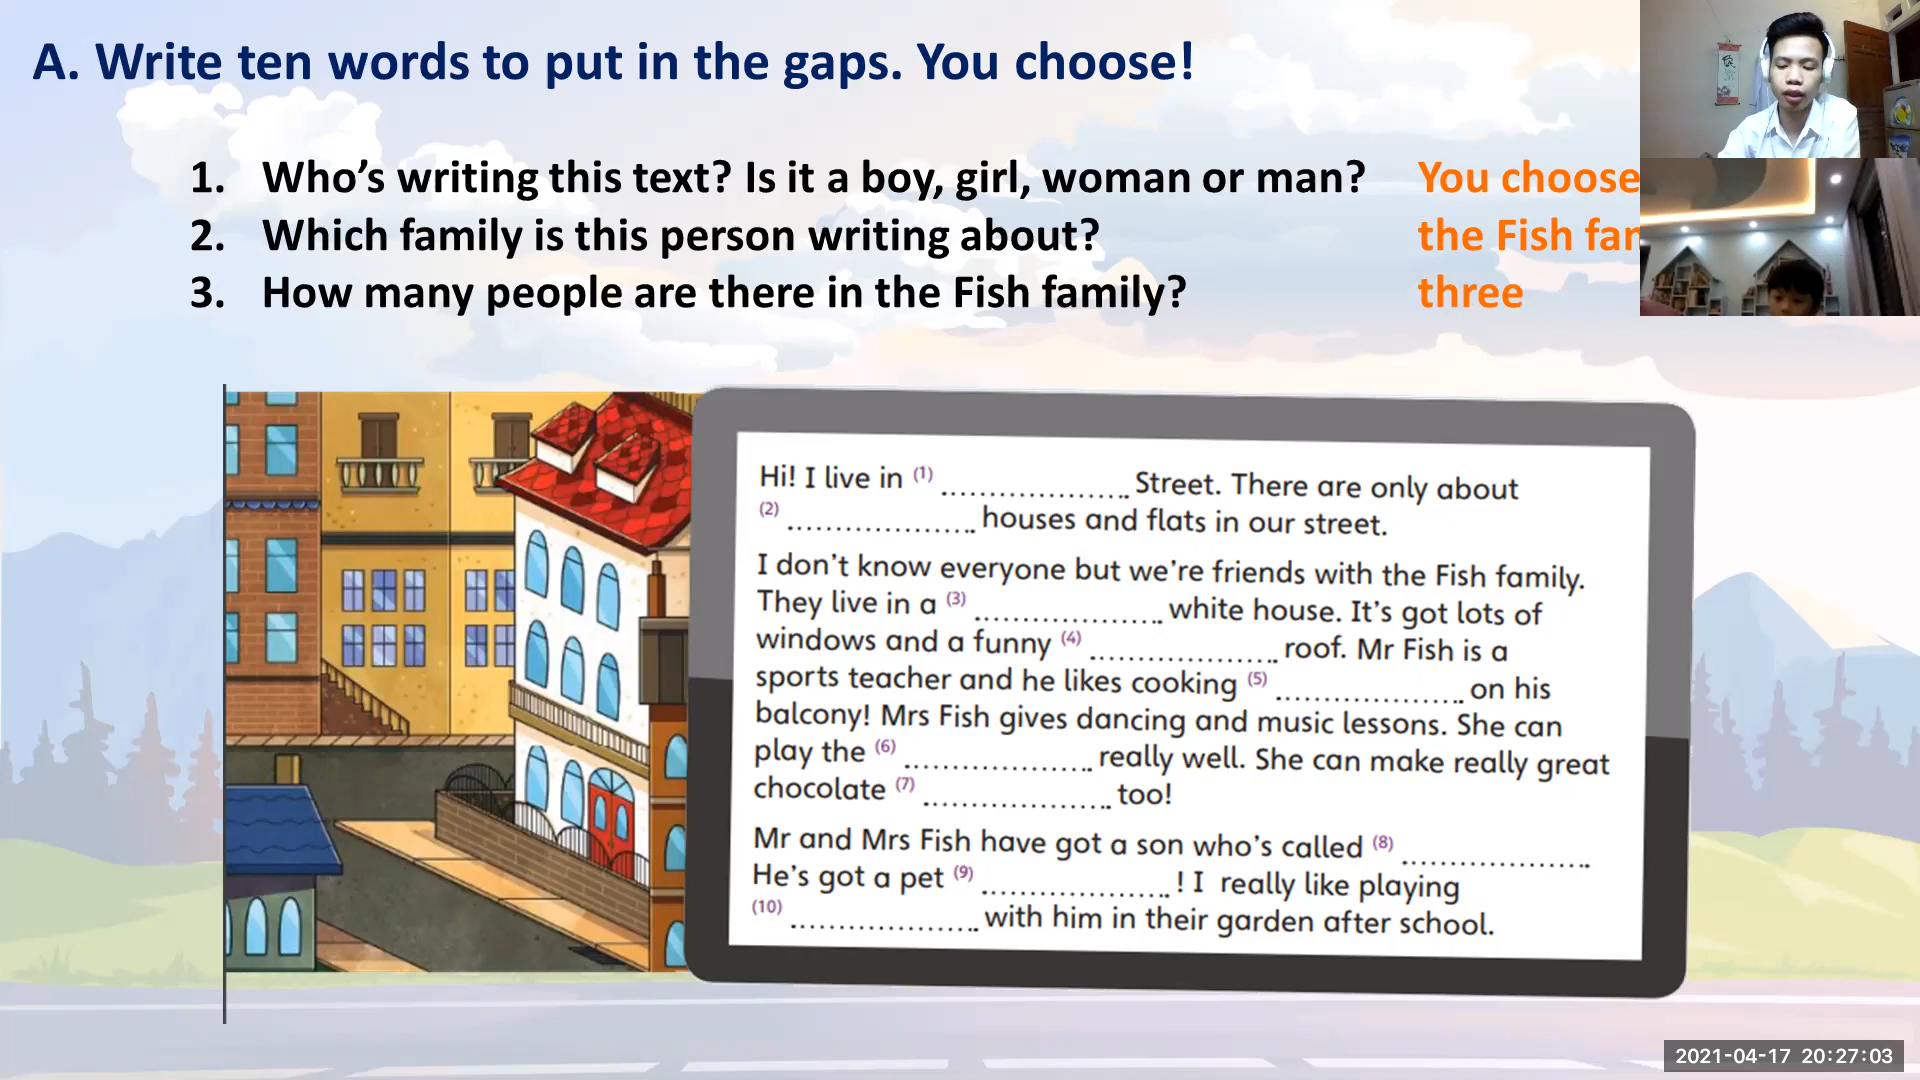 A. Write ten words to put in the gaps. You choose!
1. Who's writing this text? Is it a boy, girl, woman or man? You choose
2. Which family is this person writing about? the Fish
3. How many people are there in the Fish family? three
Hi! I live in (1) .................... Street. There are only about
(2) .................... houses and flats in our street.
I don't know everyone but we're friends with the Fish family.
They live in a (3) .................... white house. It's got lots of
windows and a funny (4) .................... roof. Mr Fish is a
sports teacher and he likes cooking (5) .................... on his
balcony! Mrs Fish gives dancing and music lessons. She can
play the (6) .................... really well. She can make really great
chocolate (7) .................... too!
Mr and Mrs Fish have got a son who's called (8) ....................
He's got a pet (9) .................... ! I really like playing
(10) .................... with him in their garden after school.
2021-04-17 20:27:03